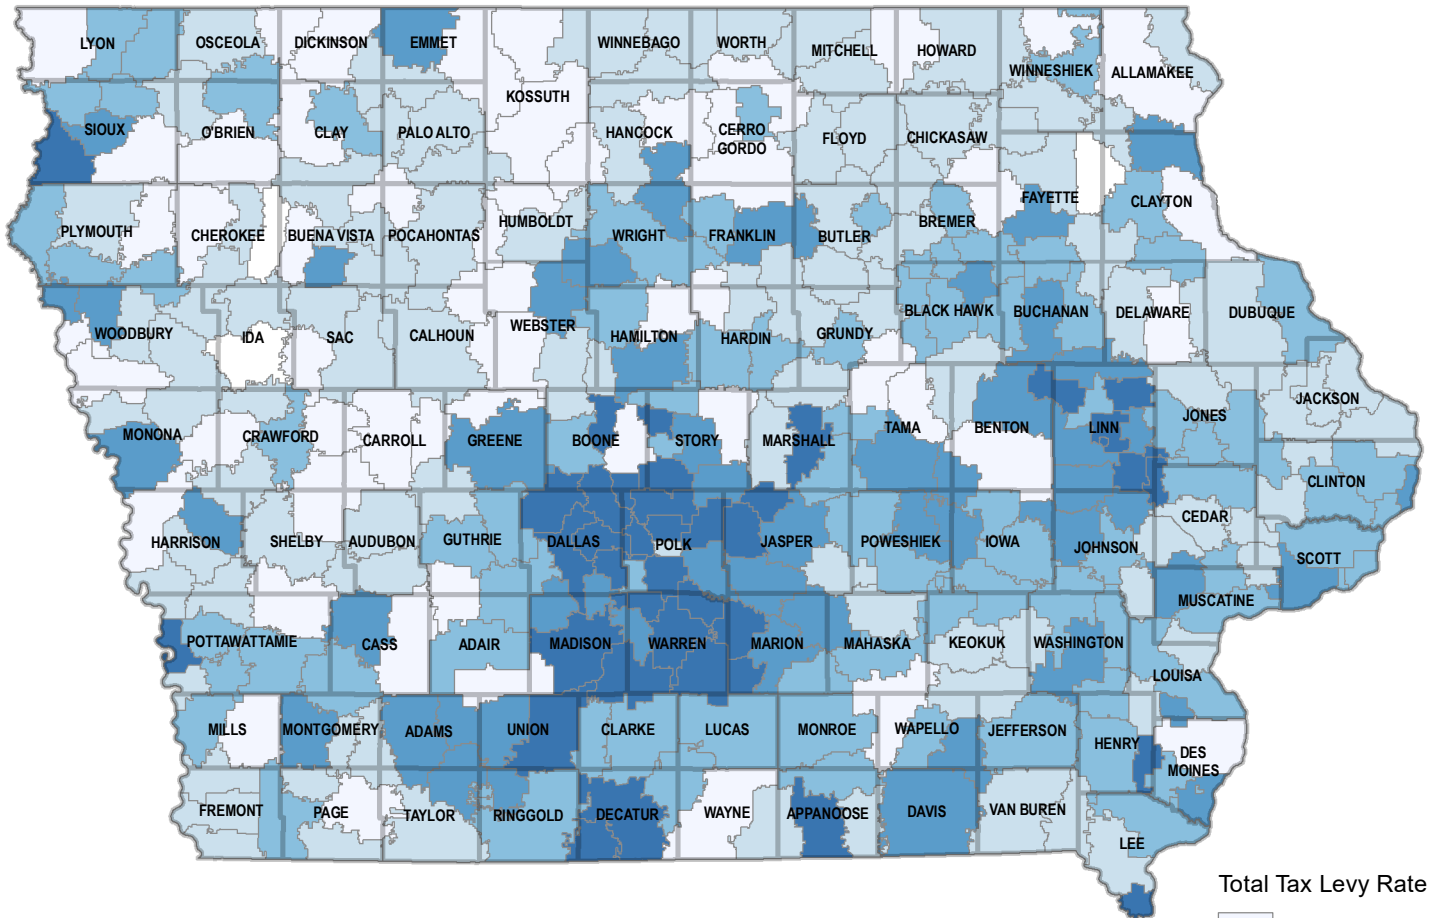 LYON
OSCEOLA
DICKINSON
EMMET
WINNEBAGO
WORTH
MITCHELL
HOWARD
WINNESHIEK
ALLAMAKEE
KOSSUTH
SIOUX
O'BRIEN
CLAY
PALO ALTO
HANCOCK
CERRO
GORDO
FLOYD
CHICKASAW
PLYMOUTH
CHEROKEE
BUENA VISTA
POCAHONTAS
HUMBOLDT
WRIGHT
FRANKLIN
BUTLER
BREMER
FAYETTE
CLAYTON
WOODBURY
IDA
SAC
CALHOUN
WEBSTER
HAMILTON
HARDIN
GRUNDY
BLACK HAWK
BUCHANAN
DELAWARE
DUBUQUE
MONONA
CRAWFORD
CARROLL
GREENE
BOONE
STORY
MARSHALL
TAMA
BENTON
LINN
JONES
JACKSON
CLINTON
HARRISON
SHELBY
AUDUBON
GUTHRIE
DALLAS
POLK
JASPER
POWESHIEK
IOWA
JOHNSON
CEDAR
SCOTT
MUSCATINE
POTTAWATTAMIE
CASS
ADAIR
MADISON
WARREN
MARION
MAHASKA
KEOKUK
WASHINGTON
LOUISA
MILLS
MONTGOMERY
ADAMS
UNION
CLARKE
LUCAS
MONROE
WAPELLO
JEFFERSON
HENRY
DES
MOINES
FREMONT
PAGE
TAYLOR
RINGGOLD
DECATUR
WAYNE
APPANOOSE
DAVIS
VAN BUREN
LEE
Total Tax Levy Rate